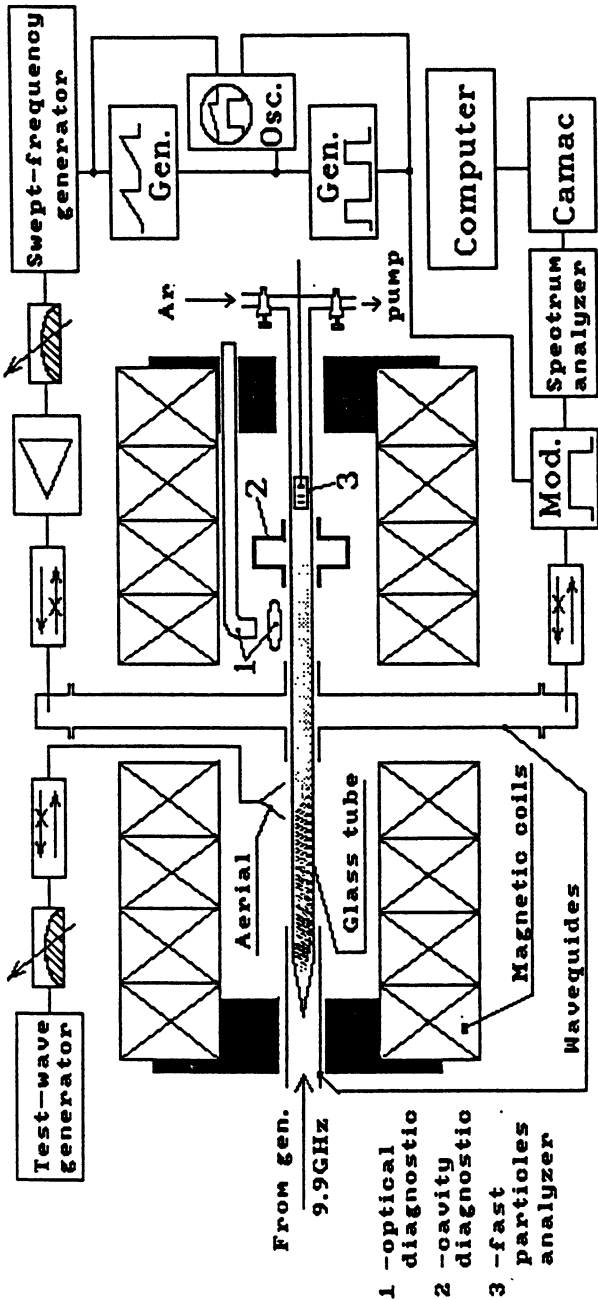 Test-wave
generator
Swept-frequency
generator
Gen.
Osc.
Gen.
Computer
Camac
Spectrum
analyzer
Mod.
Ar
pump
Aerial
1
2
3
Glass tube
Magnetic coils
Wavequides
From gen.
9.9GHz
1 -optical
diagnostic
2 -cavity
diagnostic
3 -fast
particles
analyzer